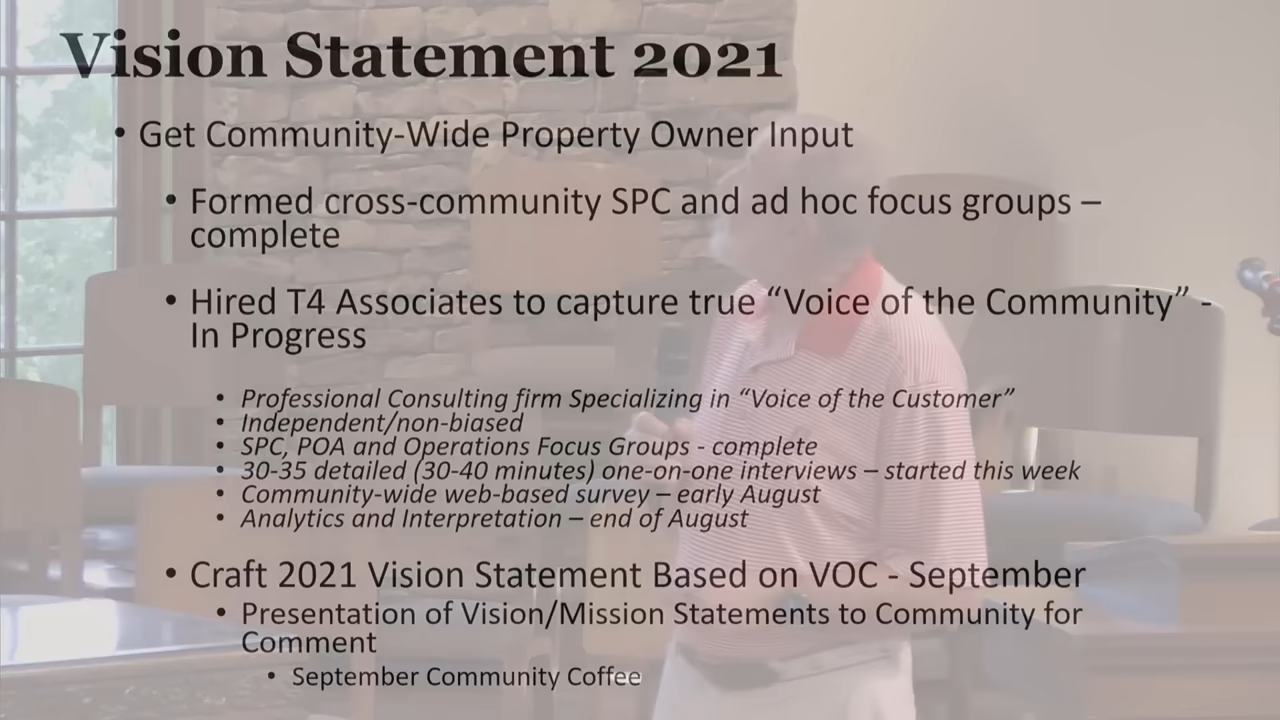 Vision Statement 2021
• Get Community-Wide Property Owner Input
• Formed cross-community SPC and ad hoc focus groups –
complete
• Hired T4 Associates to capture true “Voice of the Community” -
In Progress
• Professional Consulting firm Specializing in “Voice of the Customer”
• Independent/non-biased
• SPC, POA and Operations Focus Groups - complete
• 30-35 detailed (30-40 minutes) one-on-one interviews – started this week
• Community-wide web-based survey – early August
• Analytics and Interpretation – end of August
• Craft 2021 Vision Statement Based on VOC - September
• Presentation of Vision/Mission Statements to Community for
Comment
• September Community Coffee